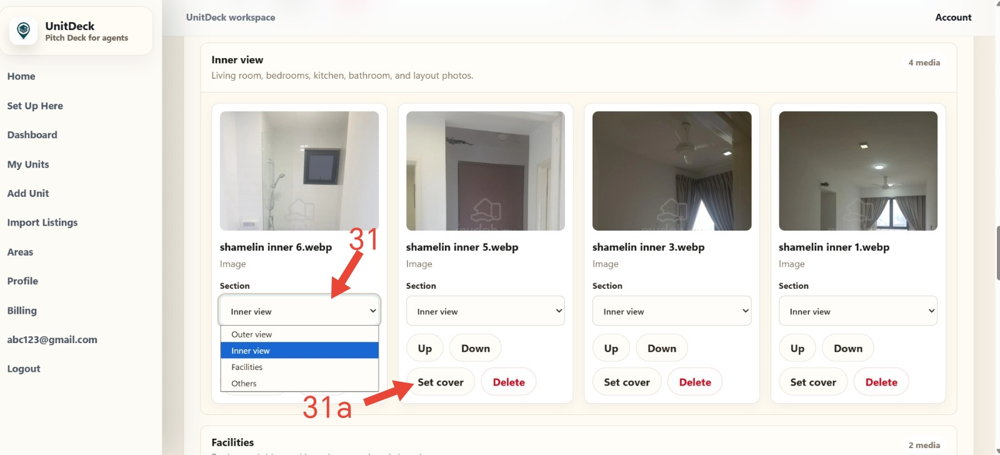 UnitDeck
Pitch Deck for agents
Home
Set Up Here
Dashboard
My Units
Add Unit
Import Listings
Areas
Profile
Billing
abc123@gmail.com
Logout
UnitDeck workspace
Account
Inner view
4 media
Living room, bedrooms, kitchen, bathroom, and layout photos.
shamelin inner 6.webp
Image
Section
Inner view
Outer view
Inner view
Facilities
Others
31
31a
shamelin inner 5.webp
Image
Section
Inner view
Up Down
Set cover Delete
shamelin inner 3.webp
Image
Section
Inner view
Up Down
Set cover Delete
shamelin inner 1.webp
Image
Section
Inner view
Up Down
Set cover Delete
Facilities
2 media